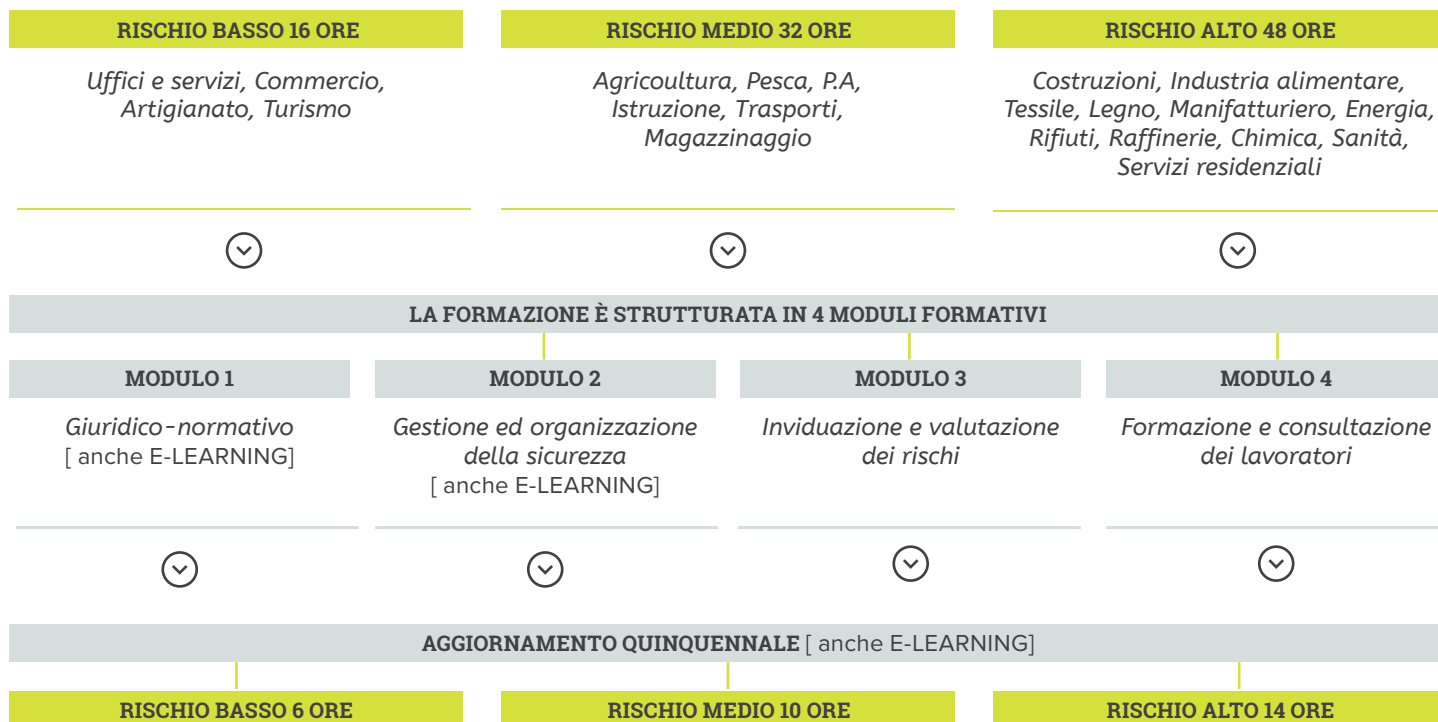 RISCHIO BASSO 16 ORE
Uffici e servizi, Commercio,
Artigianato, Turismo
RISCHIO MEDIO 32 ORE
Agricoultura, Pesca, P.A,
Istruzione, Trasporti,
Magazzinaggio
RISCHIO ALTO 48 ORE
Costruzioni, Industria alimentare,
Tessile, Legno, Manifatturiero, Energia,
Rifiuti, Raffinerie, Chimica, Sanità,
Servizi residenziali
LA FORMAZIONE È STRUTTURATA IN 4 MODULI FORMATIVI
MODULO 1
Giuridico-normativo
[ anche E-LEARNING]
MODULO 2
Gestione ed organizzazione
della sicurezza
[ anche E-LEARNING]
MODULO 3
Inviduazione e valutazione
dei rischi
MODULO 4
Formazione e consultazione
dei lavoratori
AGGIORNAMENTO QUINQUENNALE [ anche E-LEARNING]
RISCHIO BASSO 6 ORE
RISCHIO MEDIO 10 ORE
RISCHIO ALTO 14 ORE